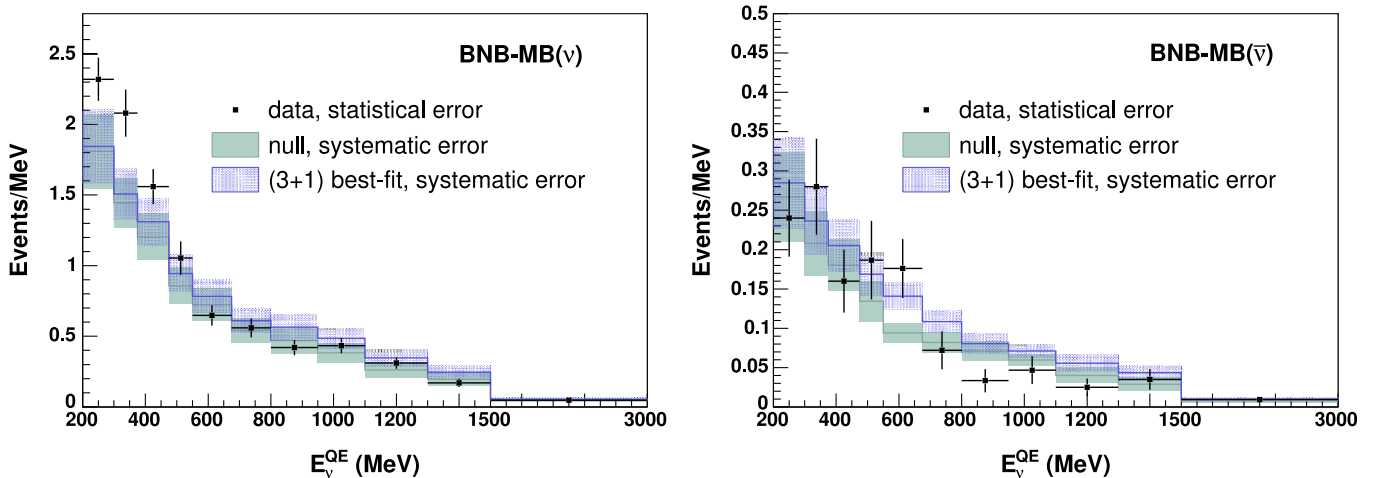 BNB-MB(ν)
data, statistical error
null, systematic error
(3+1) best-fit, systematic error
Events/MeV
2.5
2
1.5
1
0.5
0
200 400 600 800 1000 1200 1500 3000
E_ν^QE (MeV)
BNB-MB(ν̅)
data, statistical error
null, systematic error
(3+1) best-fit, systematic error
Events/MeV
0.5
0.45
0.4
0.35
0.3
0.25
0.2
0.15
0.1
0.05
0
200 400 600 800 1000 1200 1500 3000
E_ν^QE (MeV)